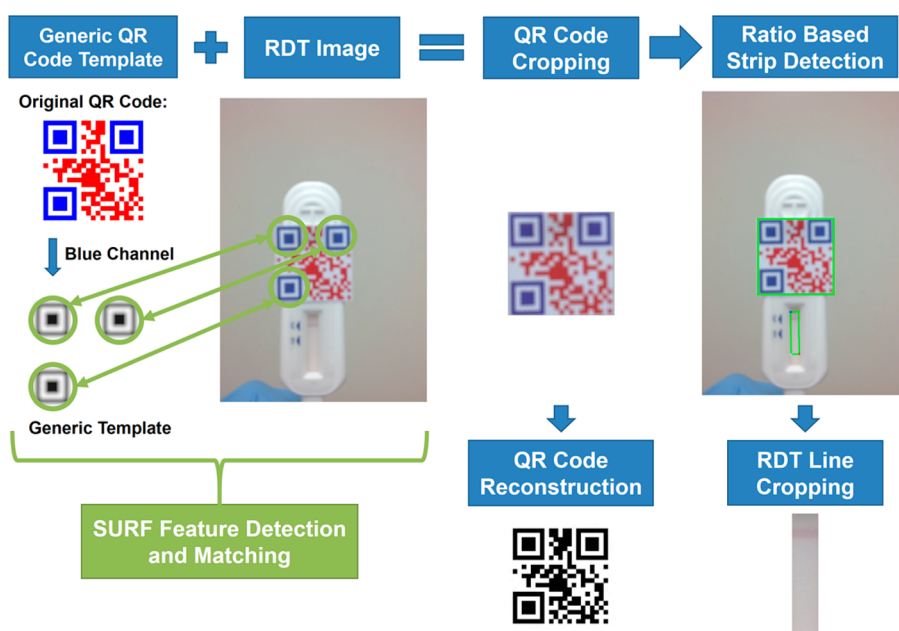 Generic QR
Code Template
RDT Image
QR Code
Cropping
Ratio Based
Strip Detection
Original QR Code:
Blue Channel
Generic Template
SURF Feature Detection
and Matching
QR Code
Reconstruction
RDT Line
Cropping